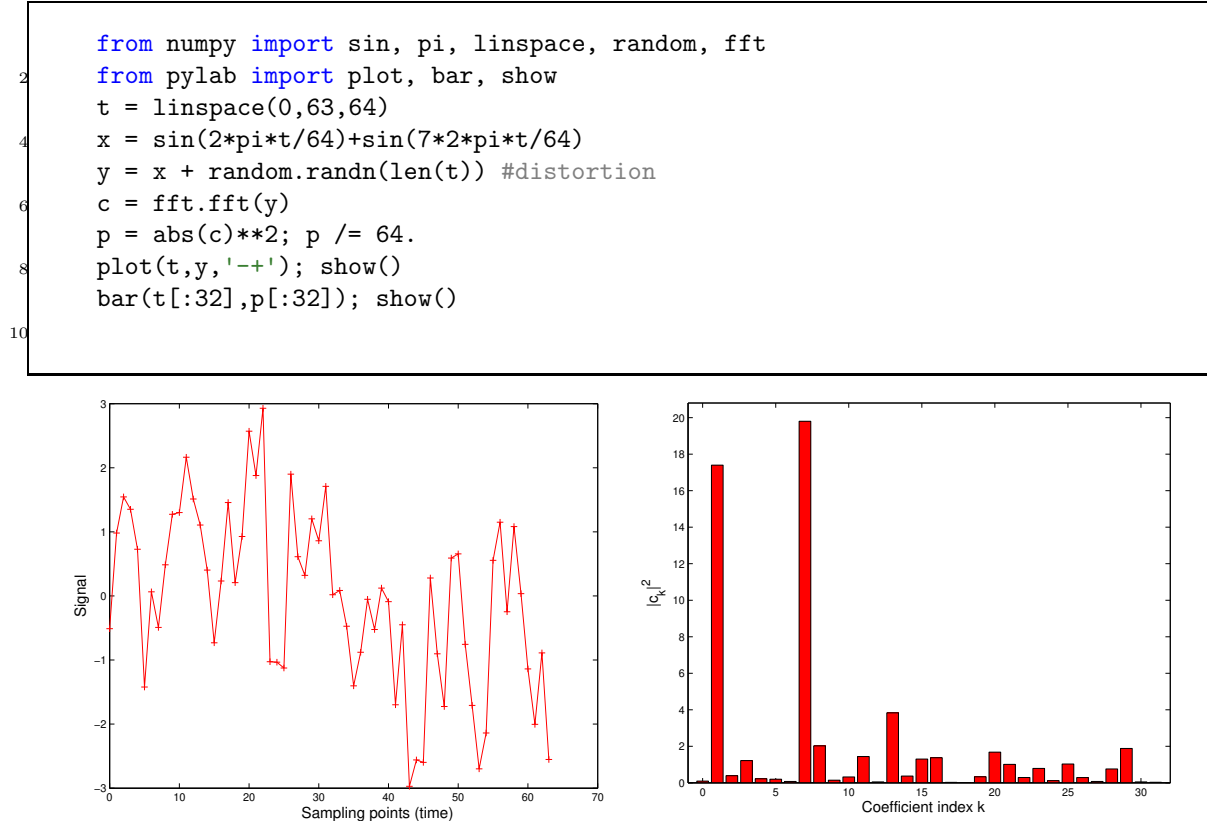 from numpy import sin, pi, linspace, random, fft
2 from pylab import plot, bar, show
t = linspace(0,63,64)
4 x = sin(2*pi*t/64)+sin(7*2*pi*t/64)
y = x + random.randn(len(t)) #distortion
6 c = fft.fft(y)
p = abs(c)**2; p /= 64.
8 plot(t,y,'-+'); show()
bar(t[:32],p[:32]); show()
10
3
2
1
0
−1
−2
−3
0 10 20 30 40 50 60 70
Signal
Sampling points (time)
20
18
16
14
12
10
8
6
4
2
0
0 5 10 15 20 25 30
|c_k|^2
Coefficient index k